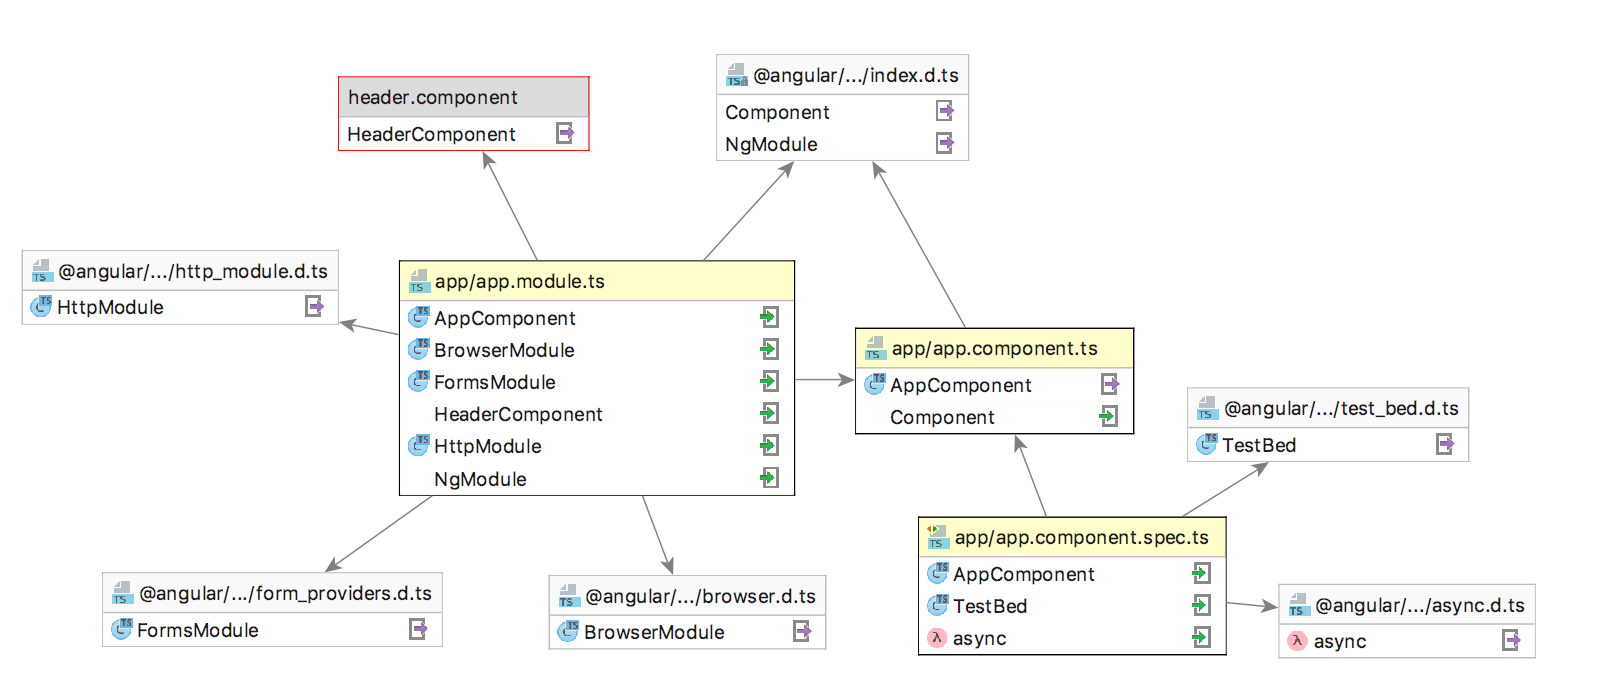 header.component
HeaderComponent
@angular/.../index.d.ts
Component
NgModule
@angular/.../http_module.d.ts
HttpModule
app/app.module.ts
AppComponent
BrowserModule
FormsModule
HeaderComponent
HttpModule
NgModule
app/app.component.ts
AppComponent
Component
@angular/.../test_bed.d.ts
TestBed
app/app.component.spec.ts
AppComponent
TestBed
async
@angular/.../form_providers.d.ts
FormsModule
@angular/.../browser.d.ts
BrowserModule
@angular/.../async.d.ts
async